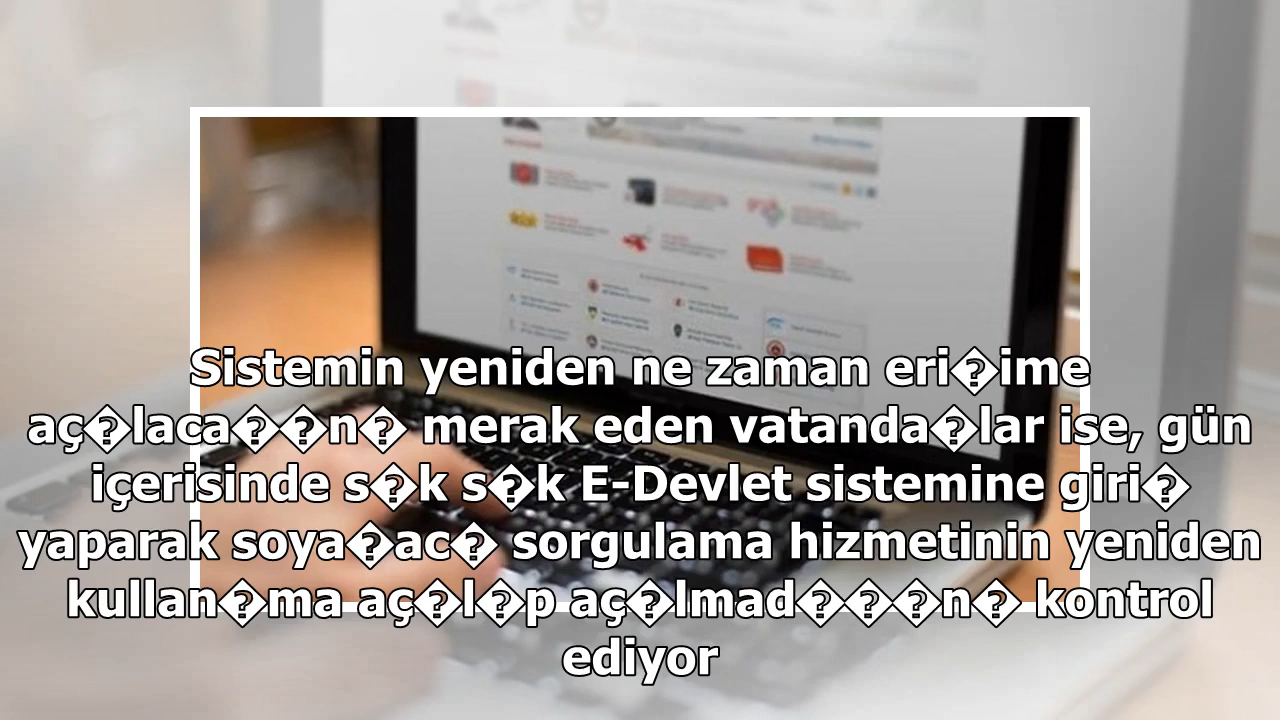 Sistemin yeniden ne zaman eri�ime
aç�laca��n� merak eden vatanda�lar ise, gün
içerisinde s�k s�k E-Devlet sistemine giri�
yaparak soya�ac� sorgulama hizmetinin yeniden
kullan�ma aç�l�p aç�lmad���n� kontrol
ediyor